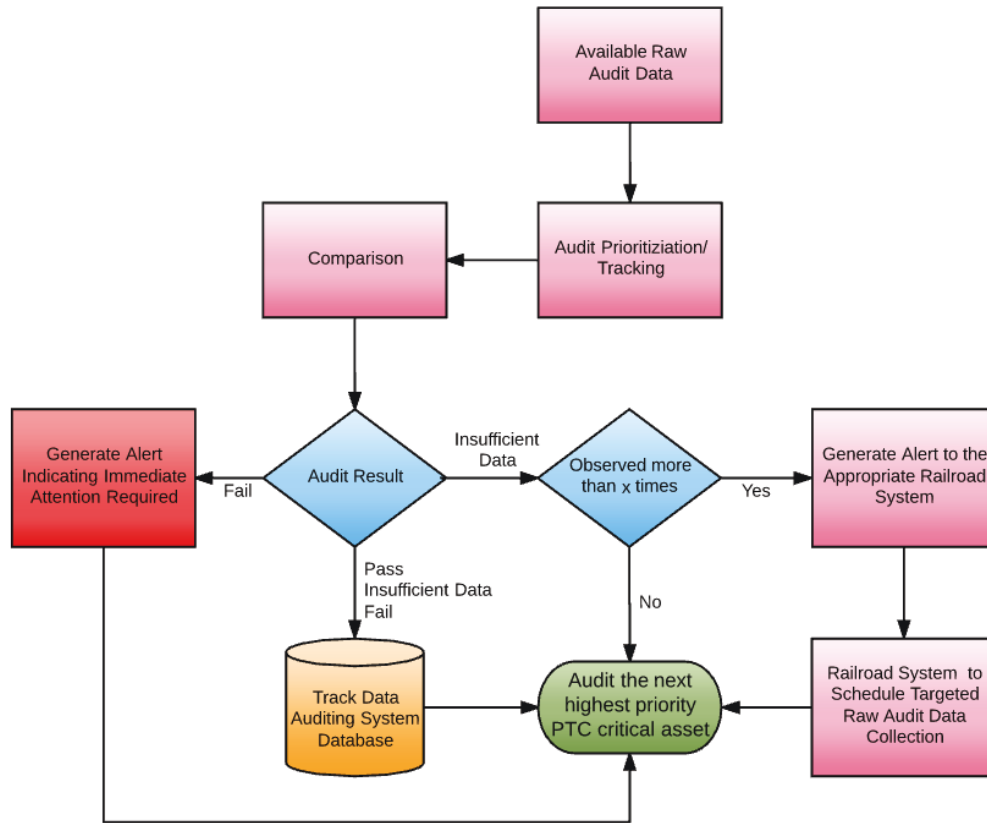 Available Raw
Audit Data
Audit Prioritiziation/
Tracking
Comparison
Generate Alert
Indicating Immediate
Attention Required
Fail
Audit Result
Insufficient
Data
Observed more
than x times
Yes
Generate Alert to the
Appropriate Railroad
System
Pass
Insufficient Data
Fail
No
Track Data
Auditing System
Database
Audit the next
highest priority
PTC critical asset
Railroad System to
Schedule Targeted
Raw Audit Data
Collection